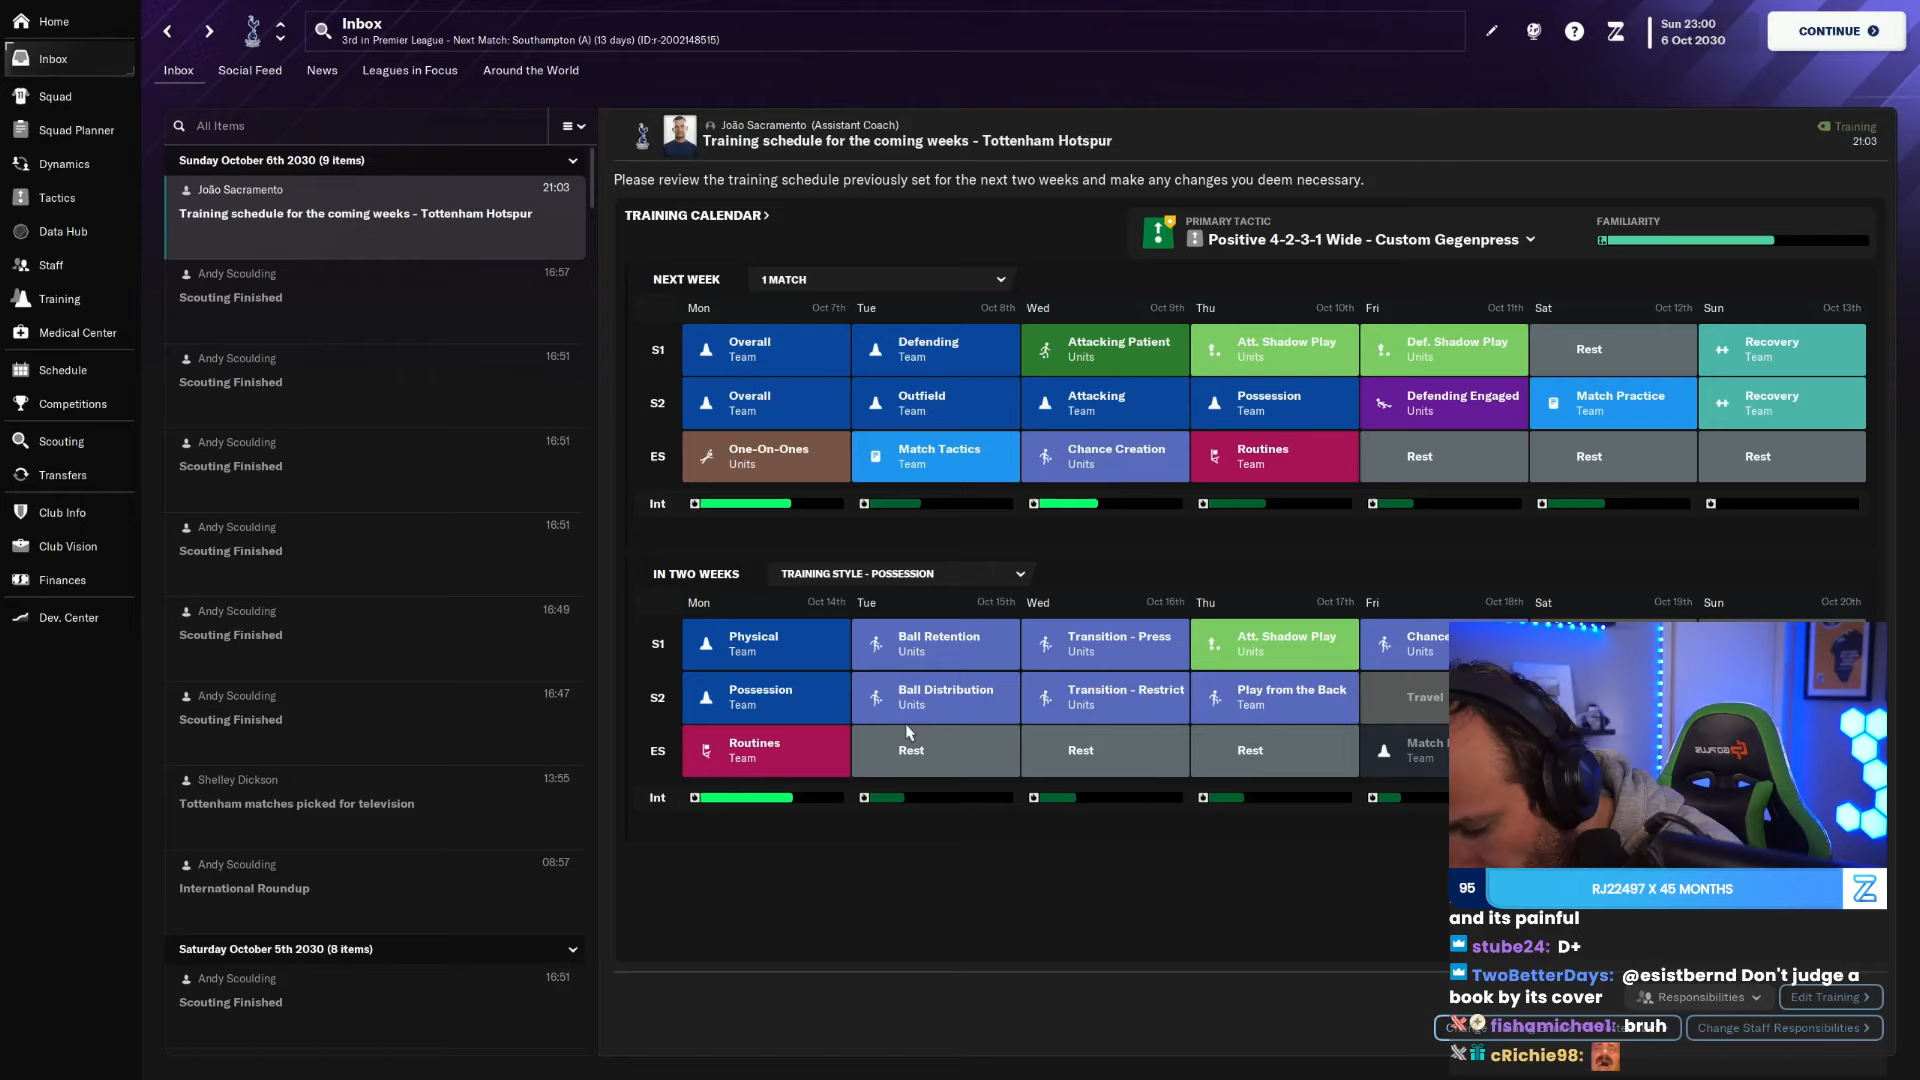 Home
Inbox
Squad
Squad Planner
Dynamics
Tactics
Data Hub
Staff
Training
Medical Center
Schedule
Competitions
Scouting
Transfers
Club Info
Club Vision
Finances
Dev. Center
Inbox
3rd in Premier League - Next Match: Southampton (A) (13 days) (ID:r-2002148515)
Sun 23:00
6 Oct 2030
CONTINUE
Inbox Social Feed News Leagues in Focus Around the World
All Items
Sunday October 6th 2030 (9 items)
João Sacramento 21:03
Training schedule for the coming weeks - Tottenham Hotspur
Andy Scoulding 16:57
Scouting Finished
Andy Scoulding 16:51
Scouting Finished
Andy Scoulding 16:51
Scouting Finished
Andy Scoulding 16:51
Scouting Finished
Andy Scoulding 16:49
Scouting Finished
Andy Scoulding 16:47
Scouting Finished
Shelley Dickson 13:55
Tottenham matches picked for television
Andy Scoulding 08:57
International Roundup
Saturday October 5th 2030 (8 items)
Andy Scoulding 16:51
Scouting Finished
João Sacramento (Assistant Coach)
Training schedule for the coming weeks - Tottenham Hotspur
Training
21:03
Please review the training schedule previously set for the next two weeks and make any changes you deem necessary.
TRAINING CALENDAR >
PRIMARY TACTIC
Positive 4-2-3-1 Wide - Custom Gegenpress
FAMILIARITY
NEXT WEEK 1 MATCH
Mon Oct 7th Tue Oct 8th Wed Oct 9th Thu Oct 10th Fri Oct 11th Sat Oct 12th Sun Oct 13th
S1 Overall Team Defending Team Attacking Patient Units Att. Shadow Play Units Def. Shadow Play Units Rest Recovery Team
S2 Overall Team Outfield Team Attacking Team Possession Team Defending Engaged Units Match Practice Team Recovery Team
ES One-On-Ones Units Match Tactics Team Chance Creation Units Routines Team Rest Rest Rest
Int
IN TWO WEEKS TRAINING STYLE - POSSESSION
Mon Oct 14th Tue Oct 15th Wed Oct 16th Thu Oct 17th Fri Oct 18th Sat Oct 19th Sun Oct 20th
S1 Physical Team Ball Retention Units Transition - Press Units Att. Shadow Play Units Chance Units
S2 Possession Team Ball Distribution Units Transition - Restrict Units Play from the Back Team Travel
ES Routines Team Rest Rest Rest Match Team
Int
95 RJ22497 X 45 MONTHS
and its painful
stube24: D+
TwoBetterDays: @esistbernd Don't judge a
book by its cover
Responsibilities Edit Training >
fishamichael: bruh
Change Staff Responsibilities >
cRichie98: